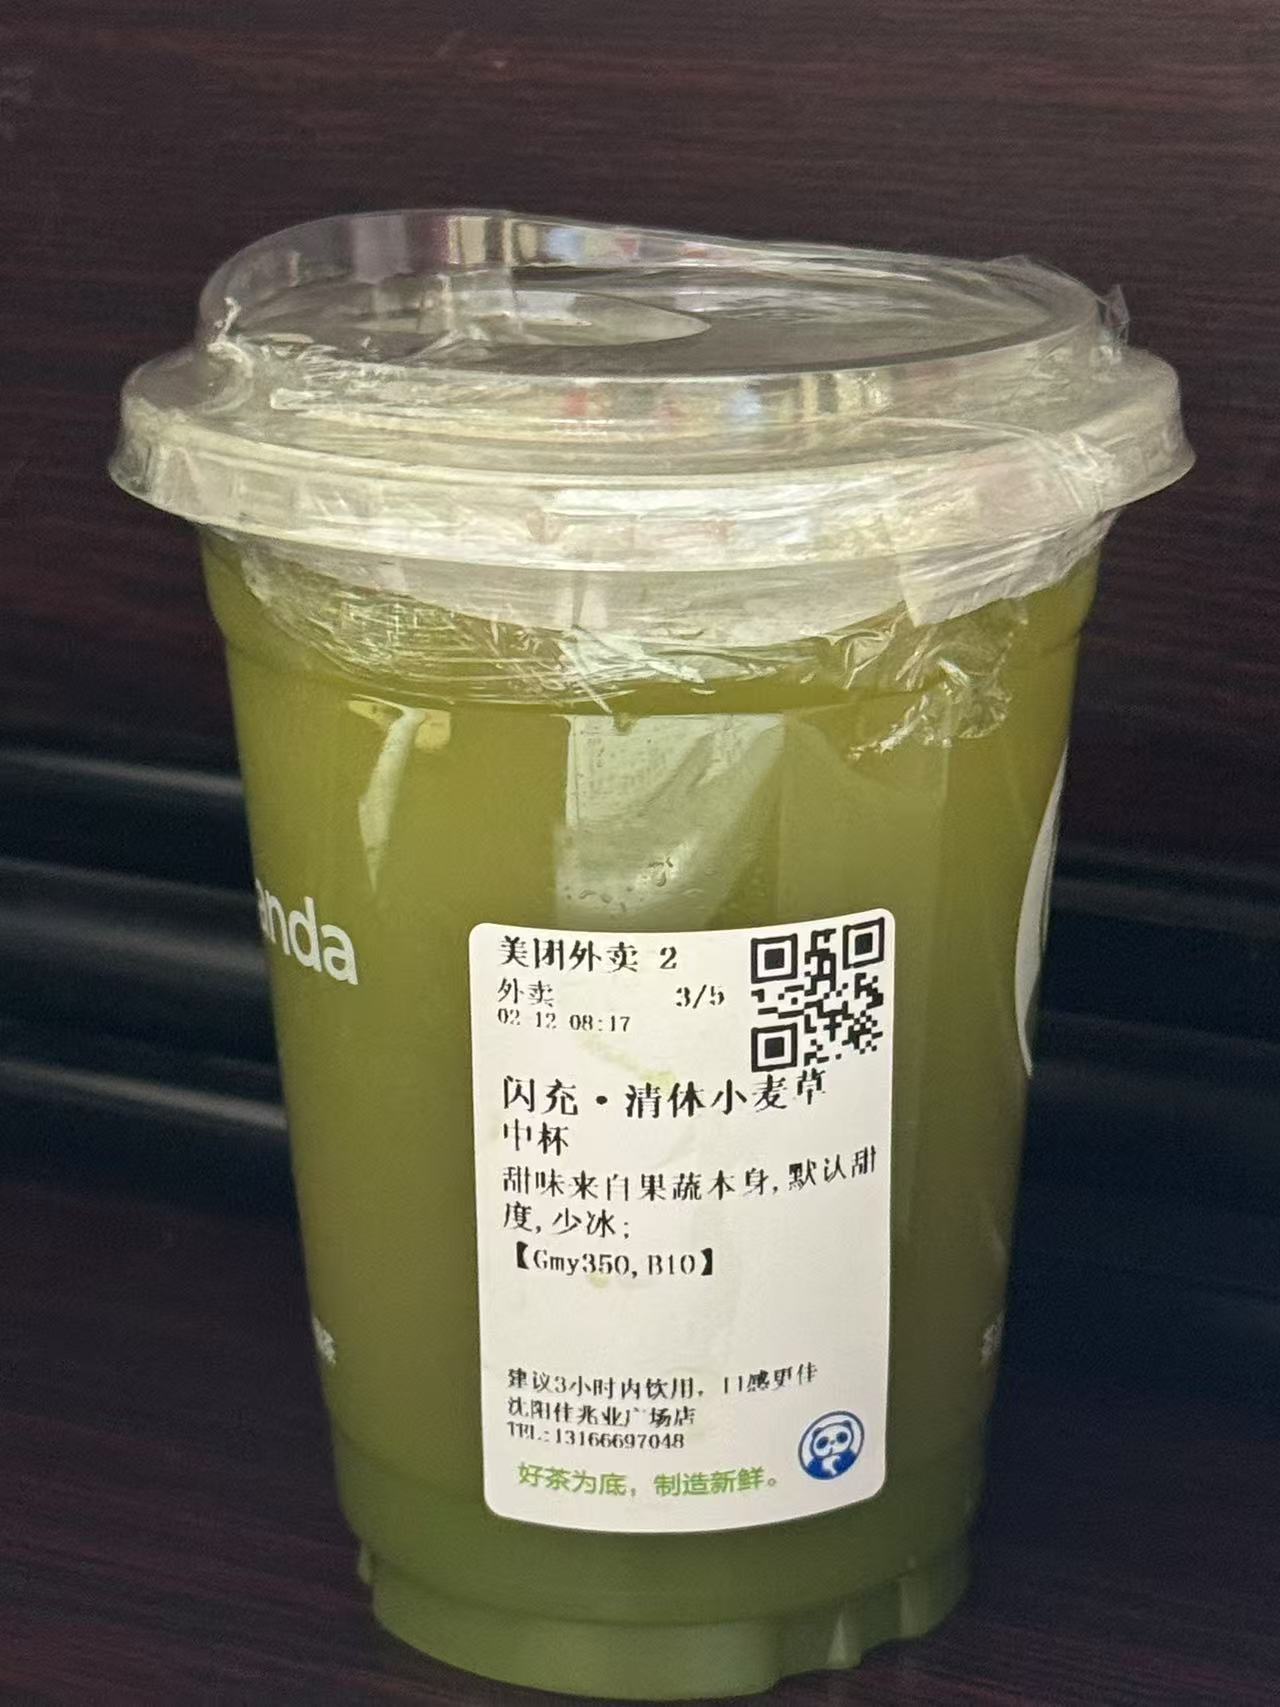 美团外卖 2
外卖 3/5
02-12 08:17
闪充·清体小麦草
中杯
甜味来自果蔬本身,默认甜
度,少冰;
【Gmy350,B10】
建议3小时内饮用，口感更佳
沈阳佳兆业广场店
TEL:13166697048
好茶为底，制造新鲜。
anda